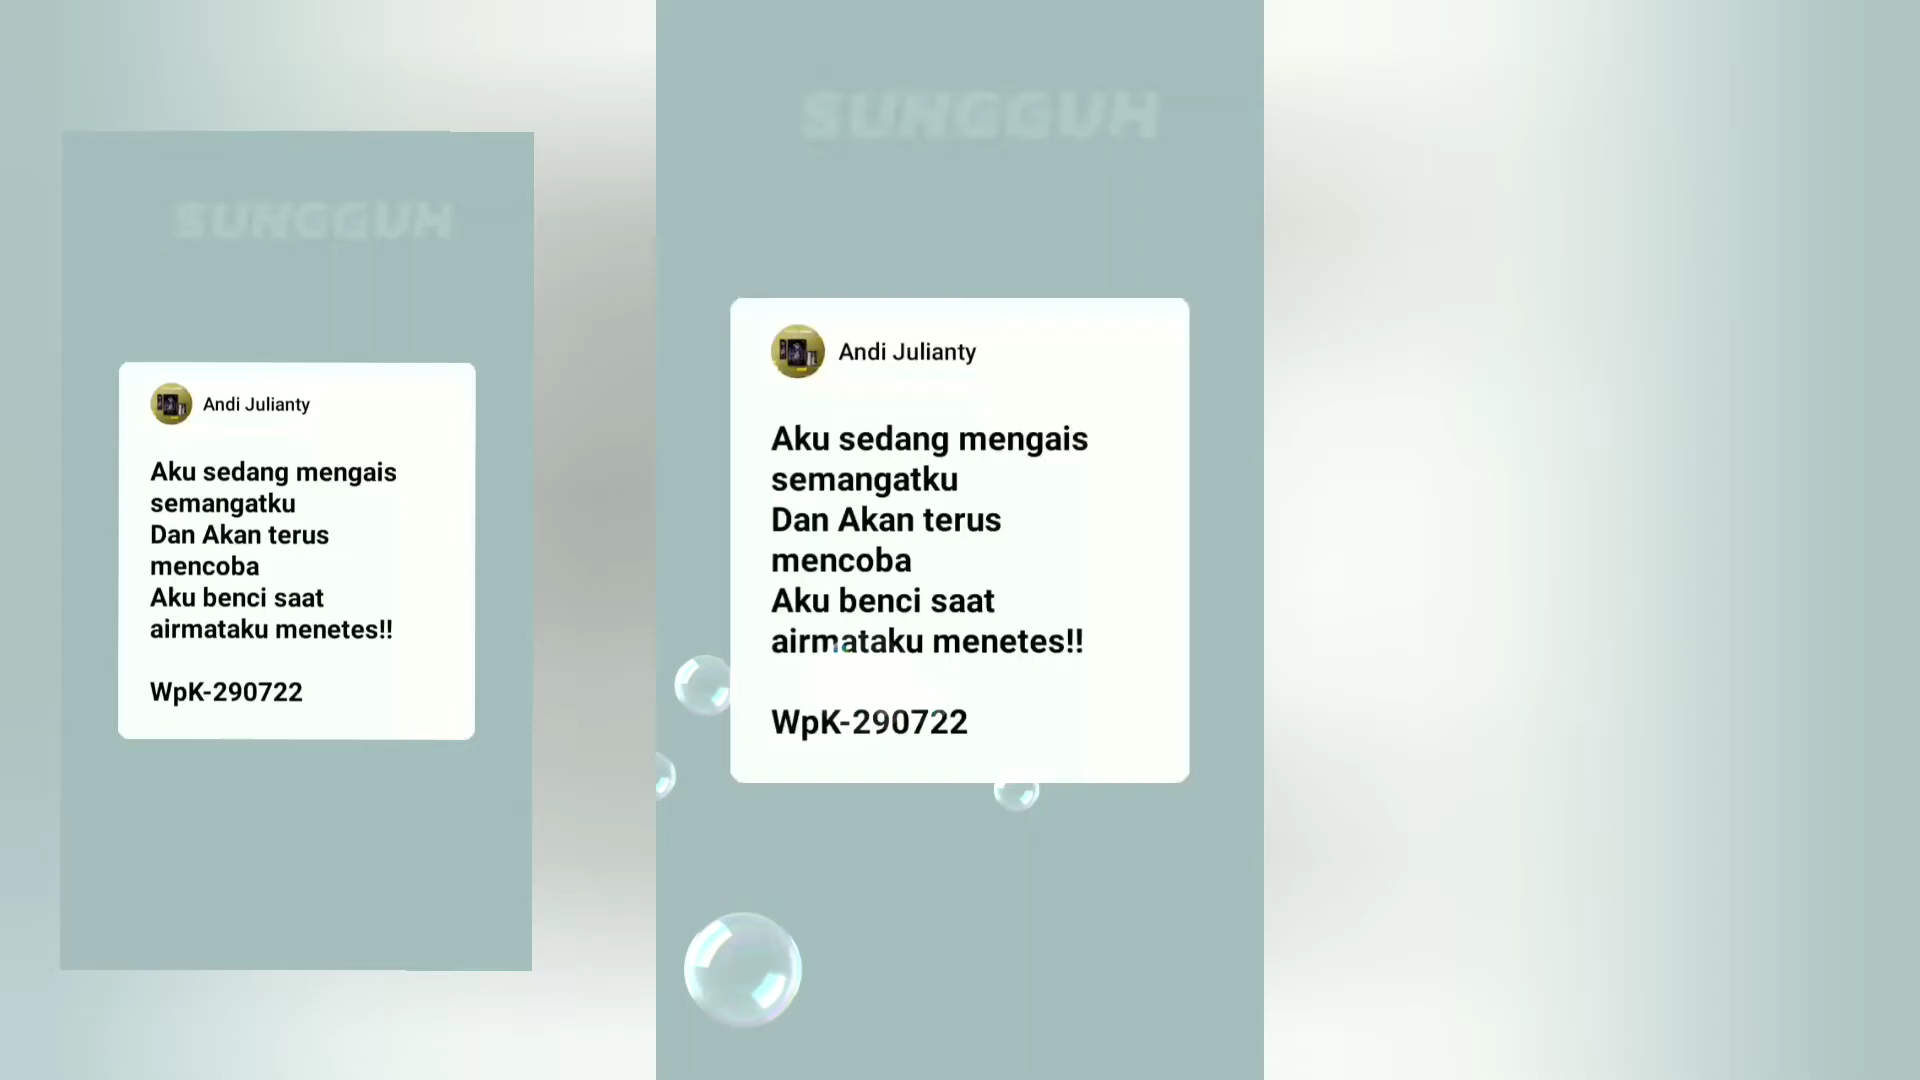 SUNGGUH
Andi Julianty
Aku sedang mengais
semangatku
Dan Akan terus
mencoba
Aku benci saat
airmataku menetes!!
WpK-290722
SUNGGUH
Andi Julianty
Aku sedang mengais
semangatku
Dan Akan terus
mencoba
Aku benci saat
airmataku menetes!!
WpK-290722